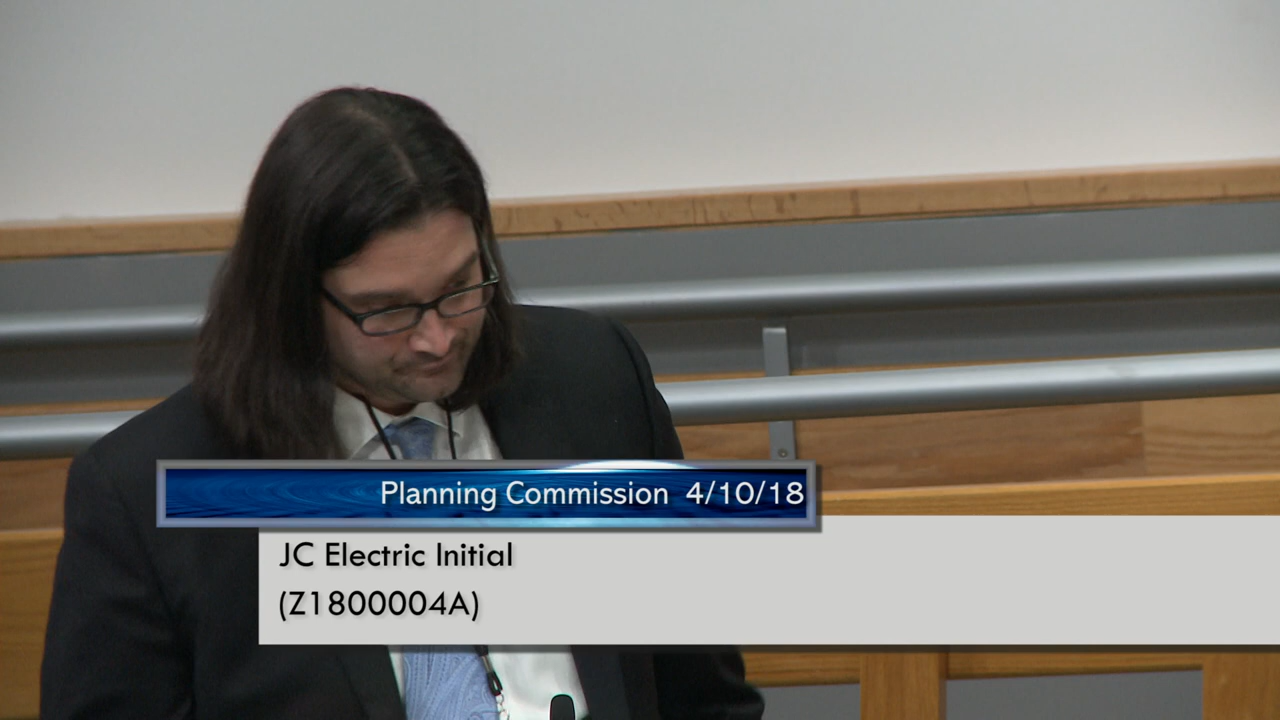 Planning Commission 4/10/18
JC Electric Initial
(Z1800004A)